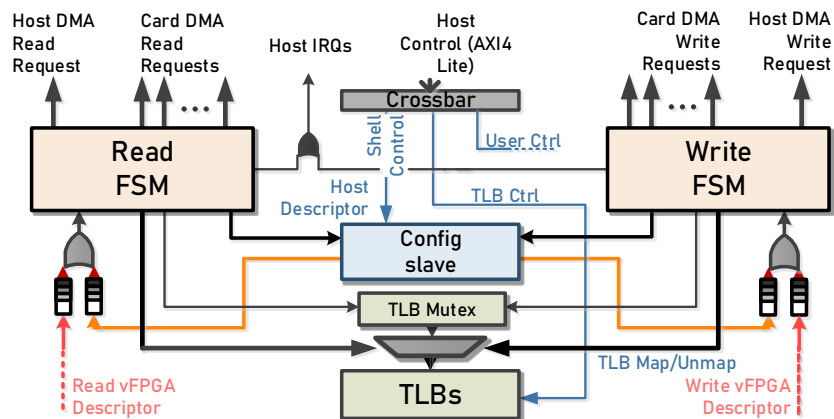 Host DMA
Read
Request
Card DMA
Read
Requests
Host IRQs
Host
Control (AXI4
Lite)
Card DMA
Write
Requests
Host DMA
Write
Request
Crossbar
Read
FSM
Shell
Control
User Ctrl
Write
FSM
Host
Descriptor
TLB Ctrl
Config
slave
TLB Mutex
TLB Map/Unmap
TLBs
Read vFPGA
Descriptor
Write vFPGA
Descriptor